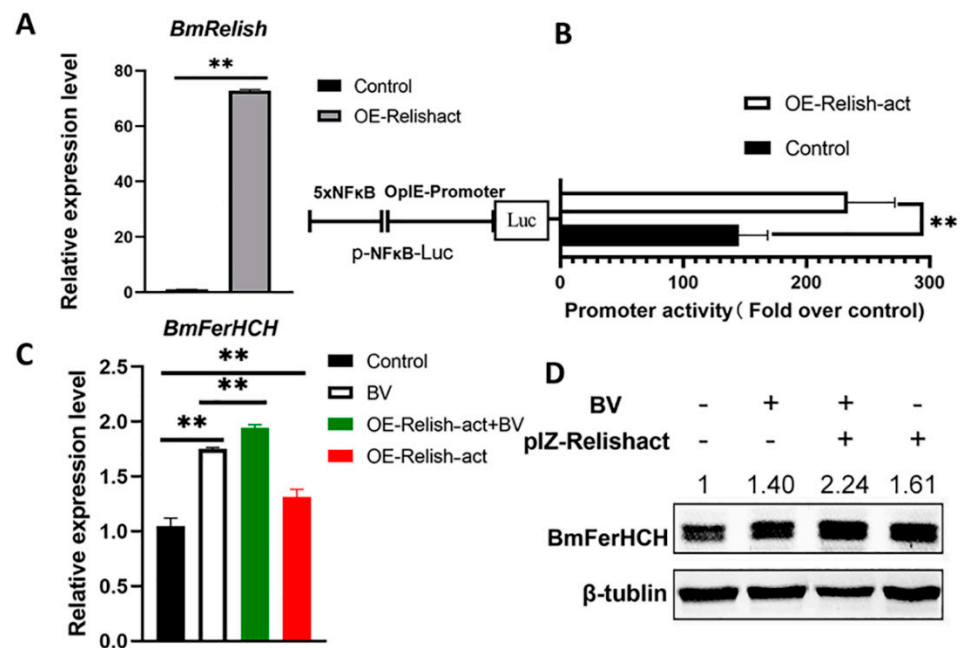 A
BmRelish
**
Relative expression level
80
60
40
20
0
Control
OE-Relishact
B
OE-Relish-act
Control
5xNFκB
OpIE-Promoter
Luc
p-NFκB-Luc
**
0
100
200
300
Promoter activity( Fold over control)
C
BmFerHCH
Relative expression level
2.5
2.0
1.5
1.0
0.5
0.0
**
**
**
Control
BV
OE-Relish-act+BV
OE-Relish-act
D
BV - + + -
pIZ-Relishact - - + +
1 1.40 2.24 1.61
BmFerHCH
β-tublin